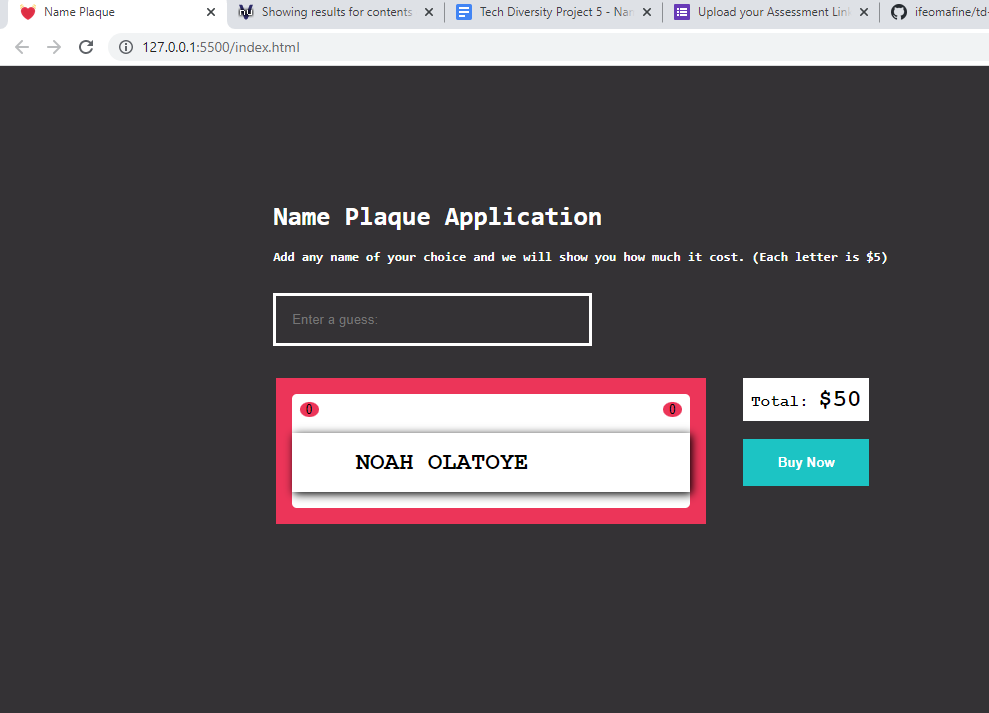 Name Plaque
Showing results for contents
Tech Diversity Project 5 - Nan
Upload your Assessment Link
ifeomafine/td-
127.0.0.1:5500/index.html
Name Plaque Application
Add any name of your choice and we will show you how much it cost. (Each letter is $5)
Enter a guess:
0 0
NOAH OLATOYE
Total: $50
Buy Now